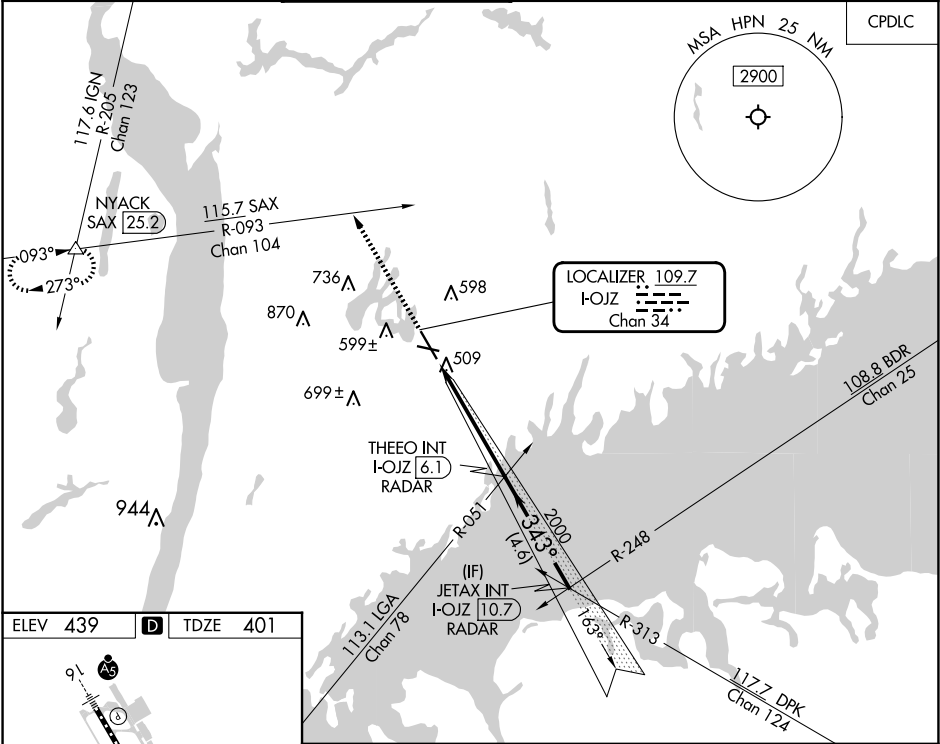 MSA HPN 25 NM
2900
CPDLC
117.6 IGN
R-205
Chan 123
NYACK
SAX 25.2
115.7 SAX
R-093
Chan 104
093°
273°
736
598
870
599±
509
699±
944
LOCALIZER 109.7
I-OJZ
Chan 34
108.8 BDR
Chan 25
R-248
THEEO INT
I-OJZ 6.1
RADAR
R-051
113.1 LGA
Chan 78
2000
343°
(4.6)
(IF)
JETAX INT
I-OJZ 10.7
RADAR
163°
R-313
117.7 DPK
Chan 124
ELEV 439 D TDZE 401
16
A5
P